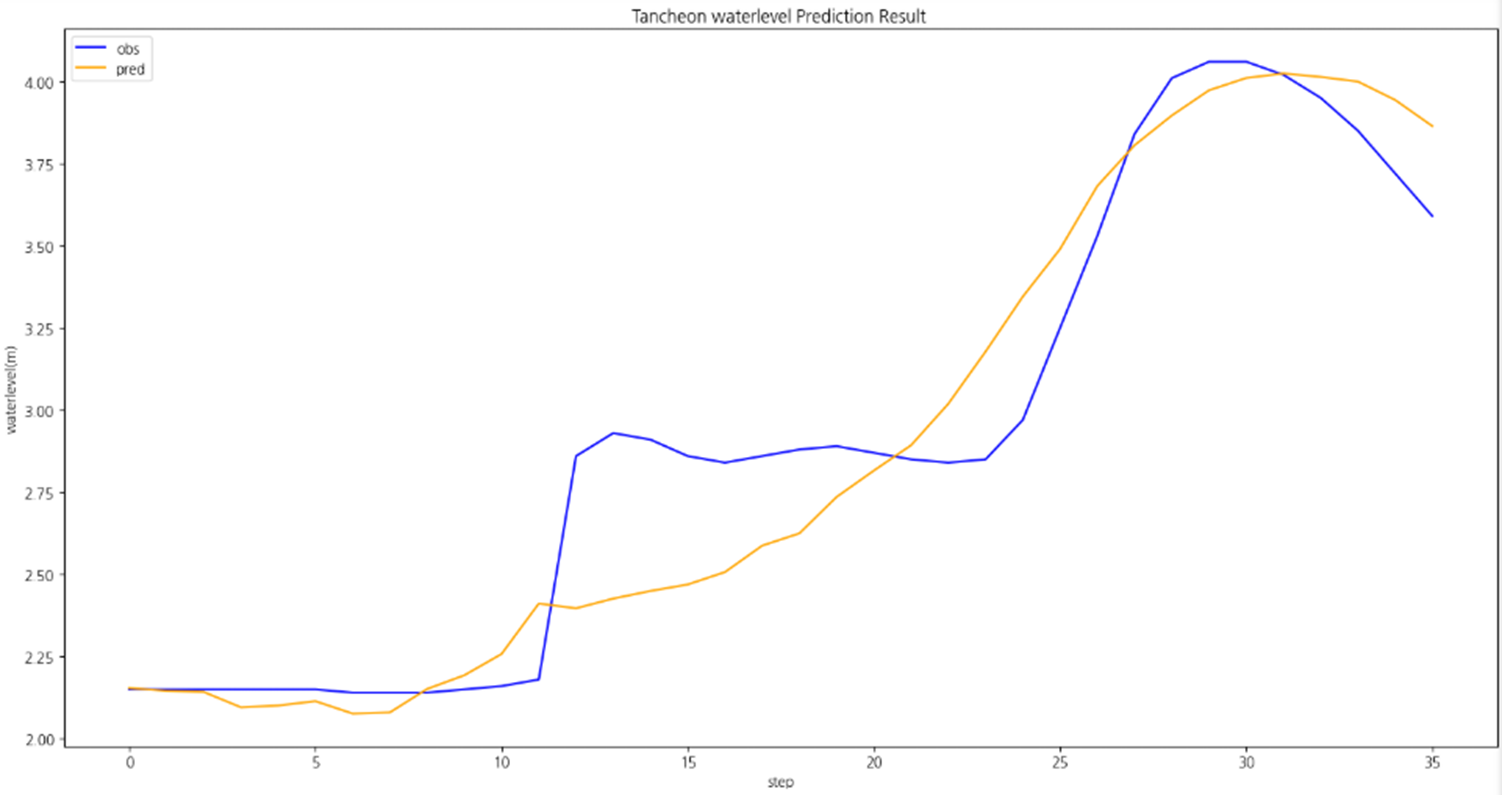 Tancheon waterlevel Prediction Result
obs
pred
4.00
3.75
3.50
3.25
3.00
2.75
2.50
2.25
2.00
waterlevel(m)
0 5 10 15 20 25 30 35
step